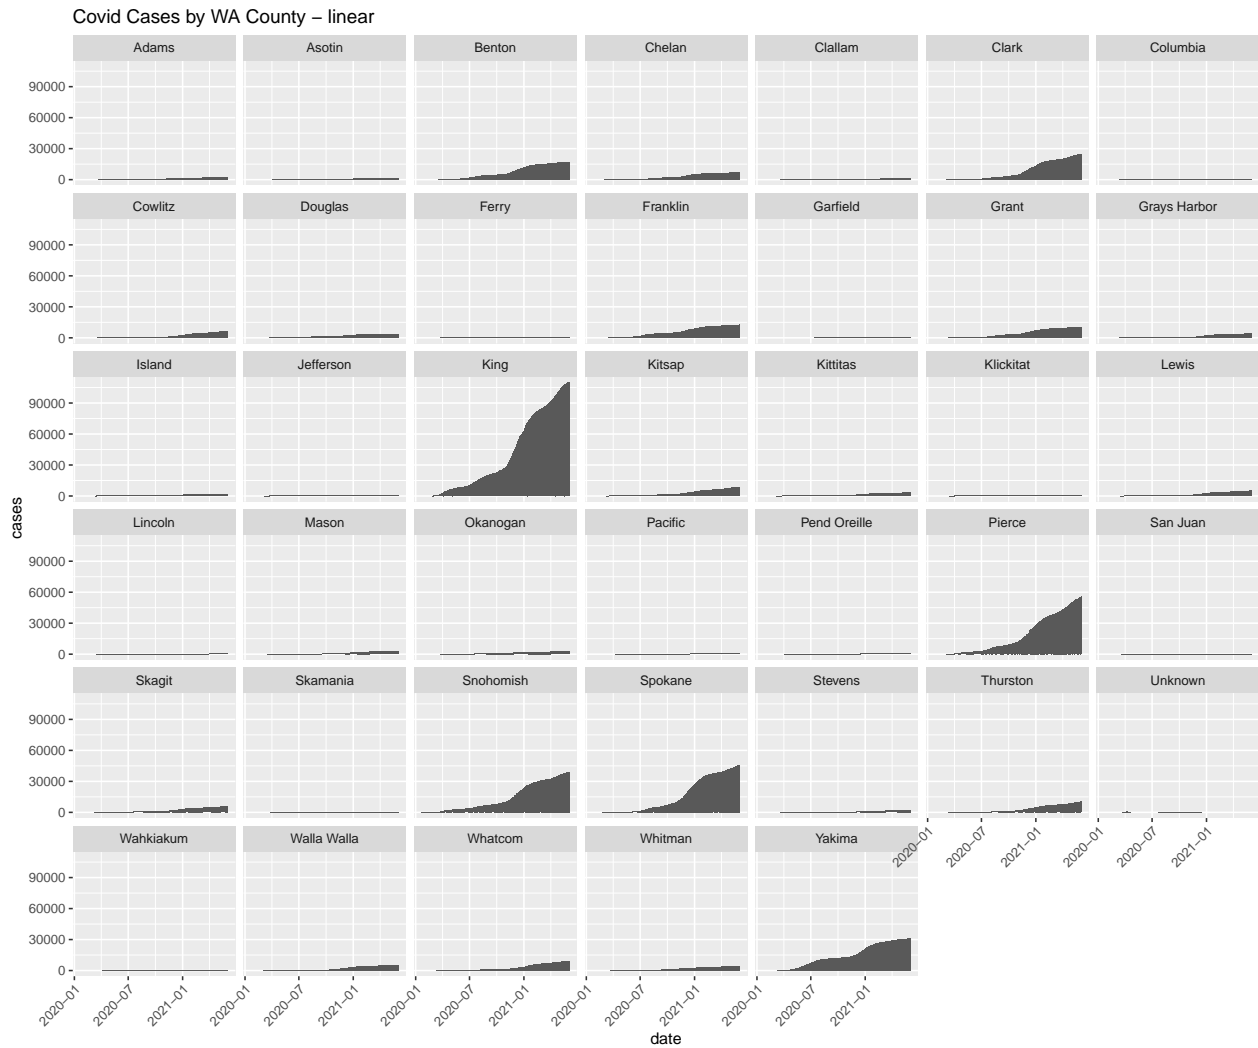 Covid Cases by WA County – linear
Adams Asotin Benton Chelan Clallam Clark Columbia
90000
60000
30000
0
Cowlitz Douglas Ferry Franklin Garfield Grant Grays Harbor
90000
60000
30000
0
Island Jefferson King Kitsap Kittitas Klickitat Lewis
90000
60000
30000
0
cases
Lincoln Mason Okanogan Pacific Pend Oreille Pierce San Juan
90000
60000
30000
0
Skagit Skamania Snohomish Spokane Stevens Thurston Unknown
90000
60000
30000
0
2020–01 2020–07 2021–01 2020–01 2020–07 2021–01
Wahkiakum Walla Walla Whatcom Whitman Yakima
90000
60000
30000
0
2020–01 2020–07 2021–01 2020–01 2020–07 2021–01 2020–01 2020–07 2021–01 2020–01 2020–07 2021–01 2020–01 2020–07 2021–01
date